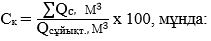 Cк = ∑Qс, М³ / Qсұйықт., М³ x 100, мұнда: